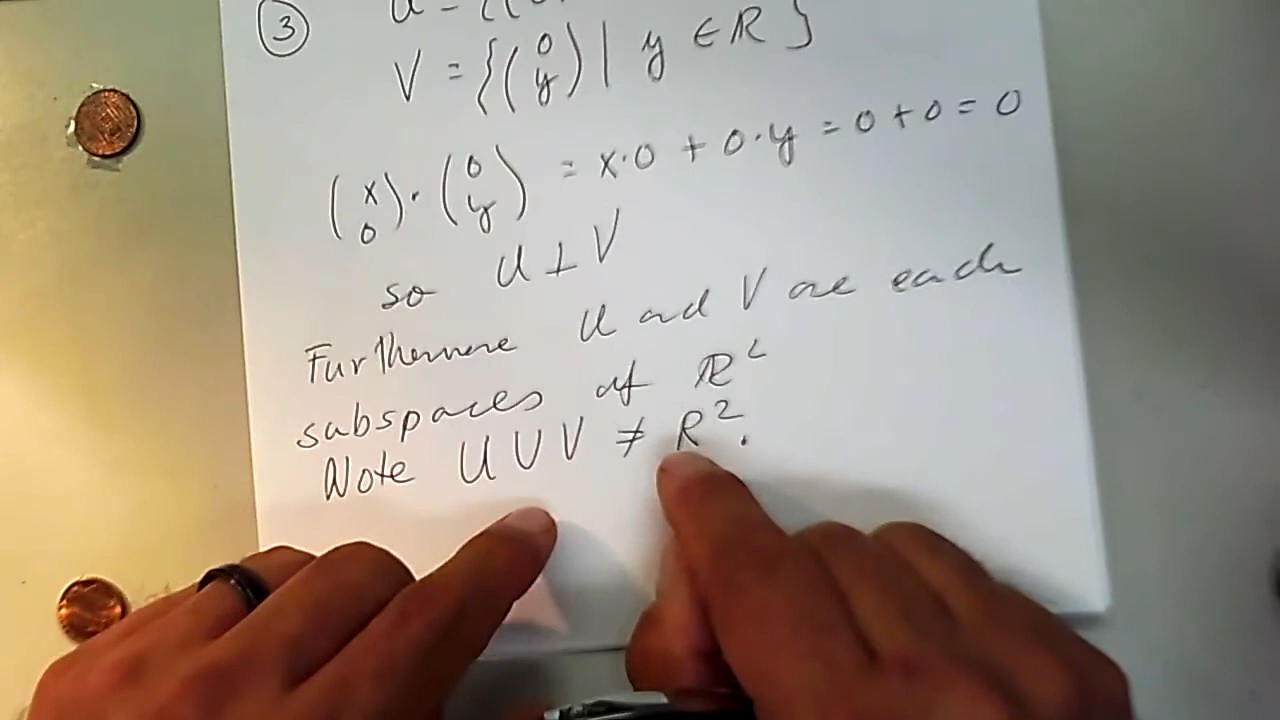 ③ U = {(0
V = {(0 y) | y ∈ ℝ }
(x 0) · (0 y) = x·0 + 0·y = 0 + 0 = 0
so U ⊥ V
Furthermore U and V are each
subspaces of ℝ²
Note U ∪ V ≠ ℝ².